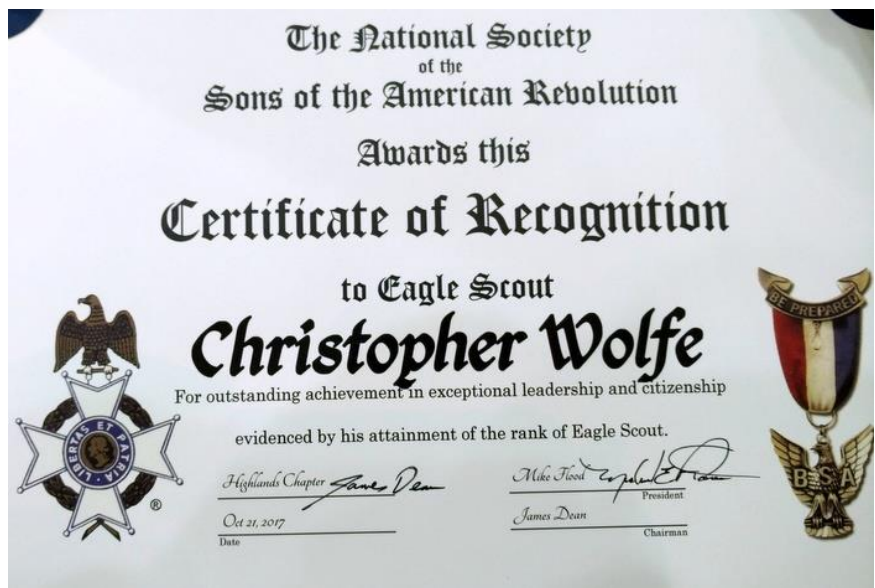 The National Society
of the
Sons of the American Revolution
Awards this
Certificate of Recognition
to Eagle Scout
Christopher Wolfe
For outstanding achievement in exceptional leadership and citizenship
evidenced by his attainment of the rank of Eagle Scout.
Highlands Chapter James Dean
Mike Flood
President
Oct 21, 2017
Date
James Dean
Chairman
LIBERTAS ET PATRIA
®
BE PREPARED
BSA